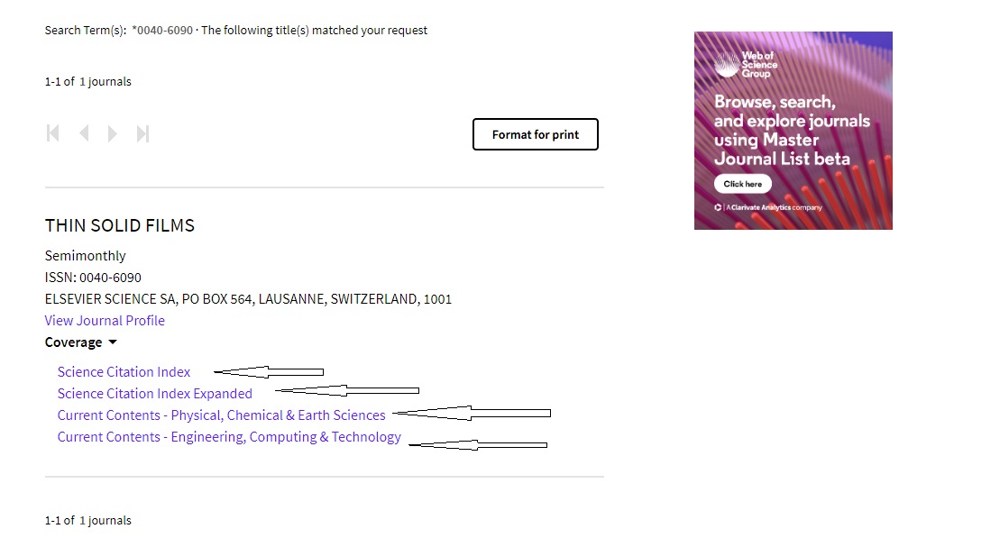 Search Term(s): *0040-6090 · The following title(s) matched your request
1-1 of 1 journals
Format for print
THIN SOLID FILMS
Semimonthly
ISSN: 0040-6090
ELSEVIER SCIENCE SA, PO BOX 564, LAUSANNE, SWITZERLAND, 1001
View Journal Profile
Coverage
Science Citation Index
Science Citation Index Expanded
Current Contents - Physical, Chemical & Earth Sciences
Current Contents - Engineering, Computing & Technology
1-1 of 1 journals
Web of
Science
Group
Browse, search,
and explore journals
using Master
Journal List beta
Click here
| A Clarivate Analytics company